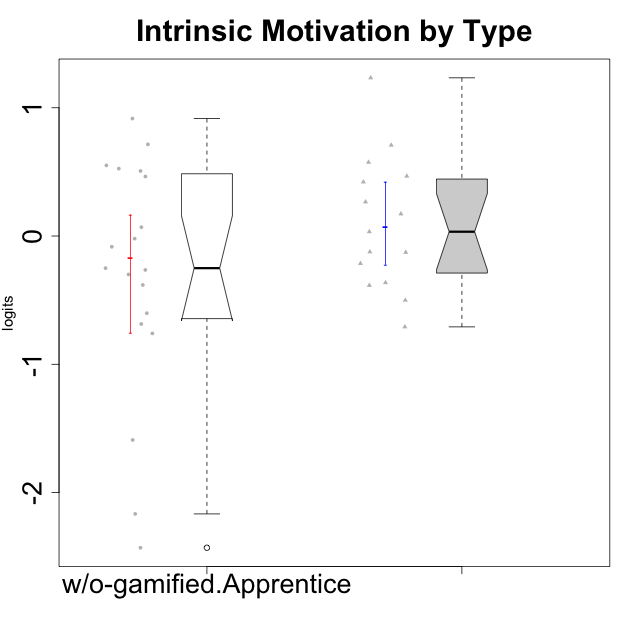 Intrinsic Motivation by Type
logits
1
0
-1
-2
w/o-gamified.Apprentice